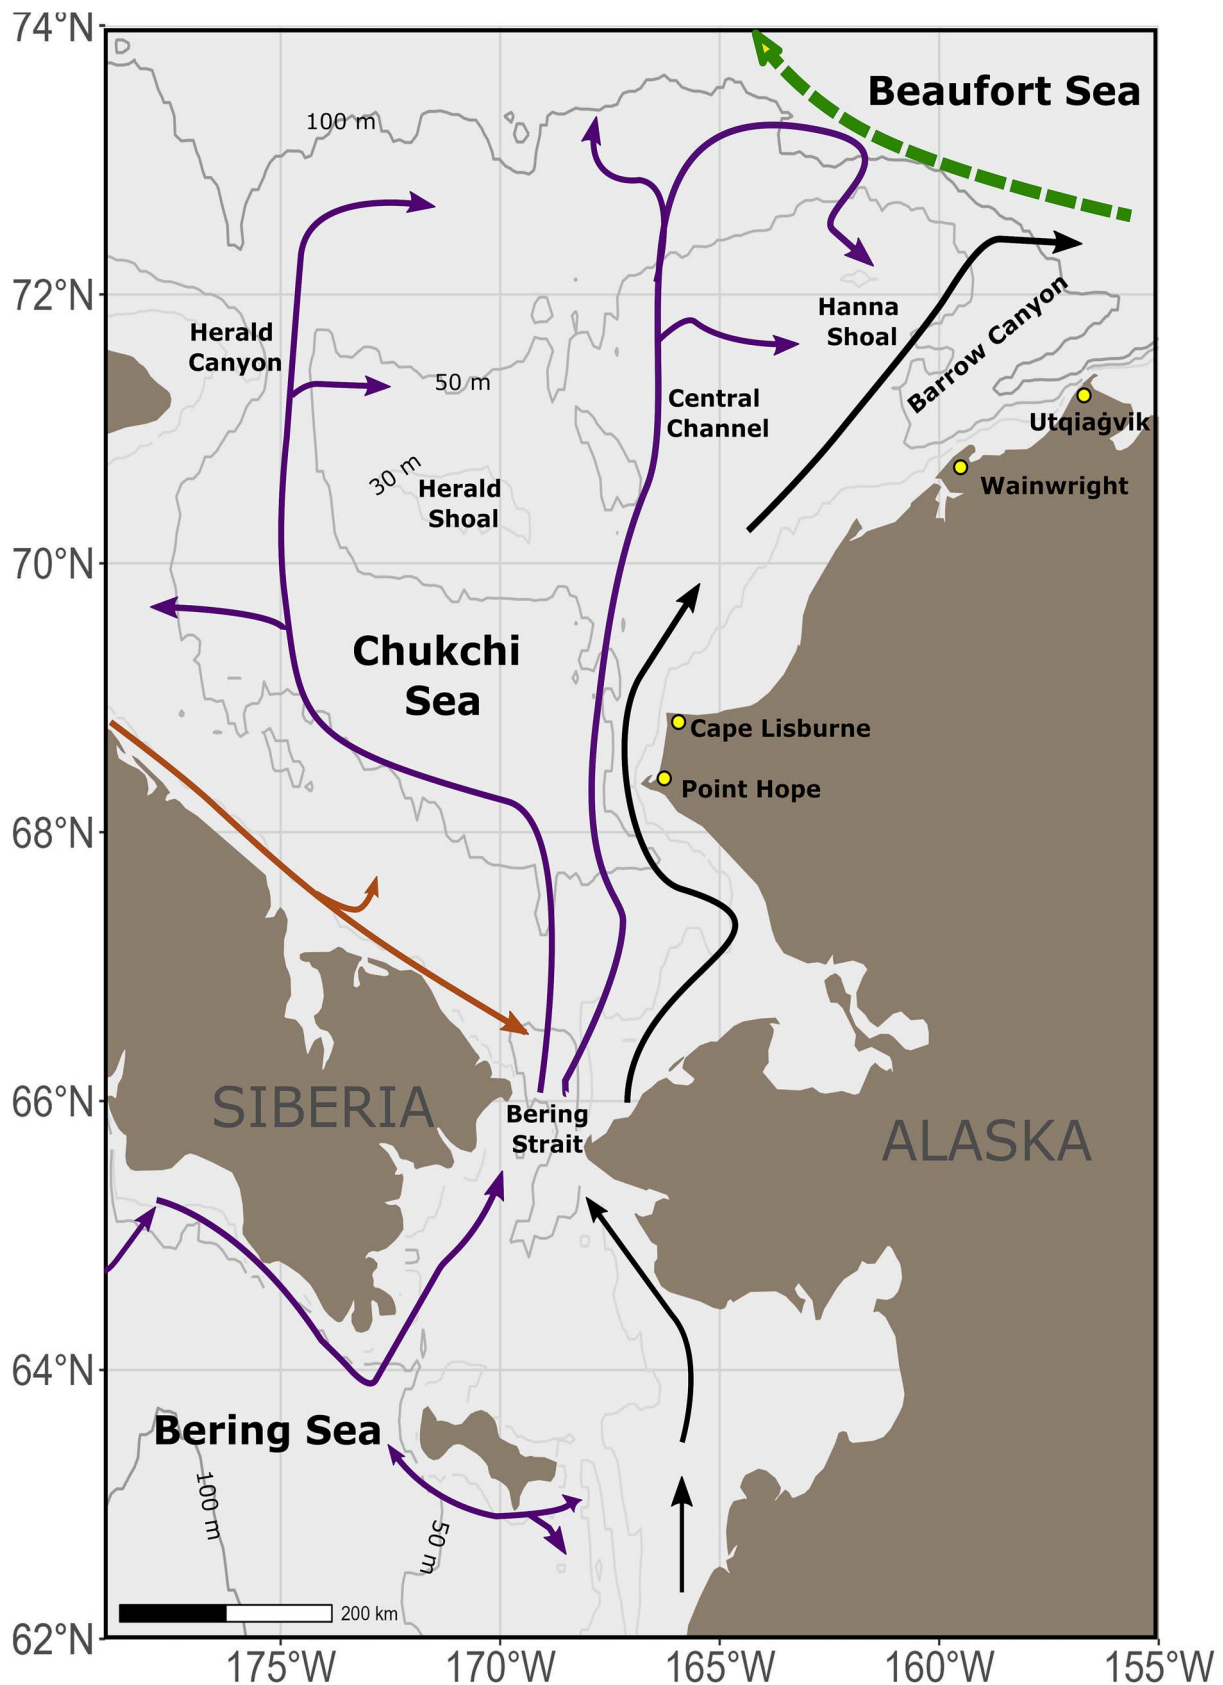 74°N
Beaufort Sea
100 m
72°N
Herald
Canyon
Hanna
Shoal
Barrow Canyon
50 m
Central
Channel
Utqiaġvik
30 m
Herald
Shoal
Wainwright
70°N
Chukchi
Sea
Cape Lisburne
Point Hope
68°N
66°N
SIBERIA
Bering
Strait
ALASKA
64°N
Bering Sea
100 m
50 m
200 km
62°N
175°W
170°W
165°W
160°W
155°W